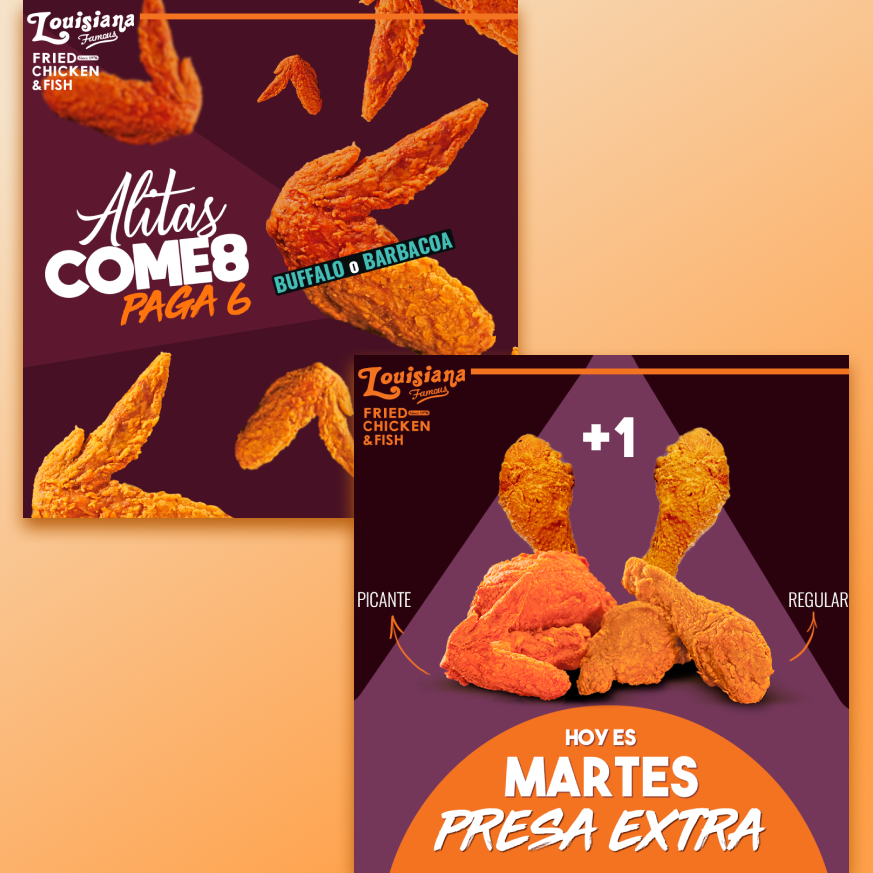 Louisiana
Famous
FRIED
CHICKEN
& FISH
Alitas
COME8
PAGA 6
BUFFALO o BARBACOA
Louisiana
Famous
FRIED
CHICKEN
& FISH
+1
PICANTE
REGULAR
HOY ES
MARTES
PRESA EXTRA